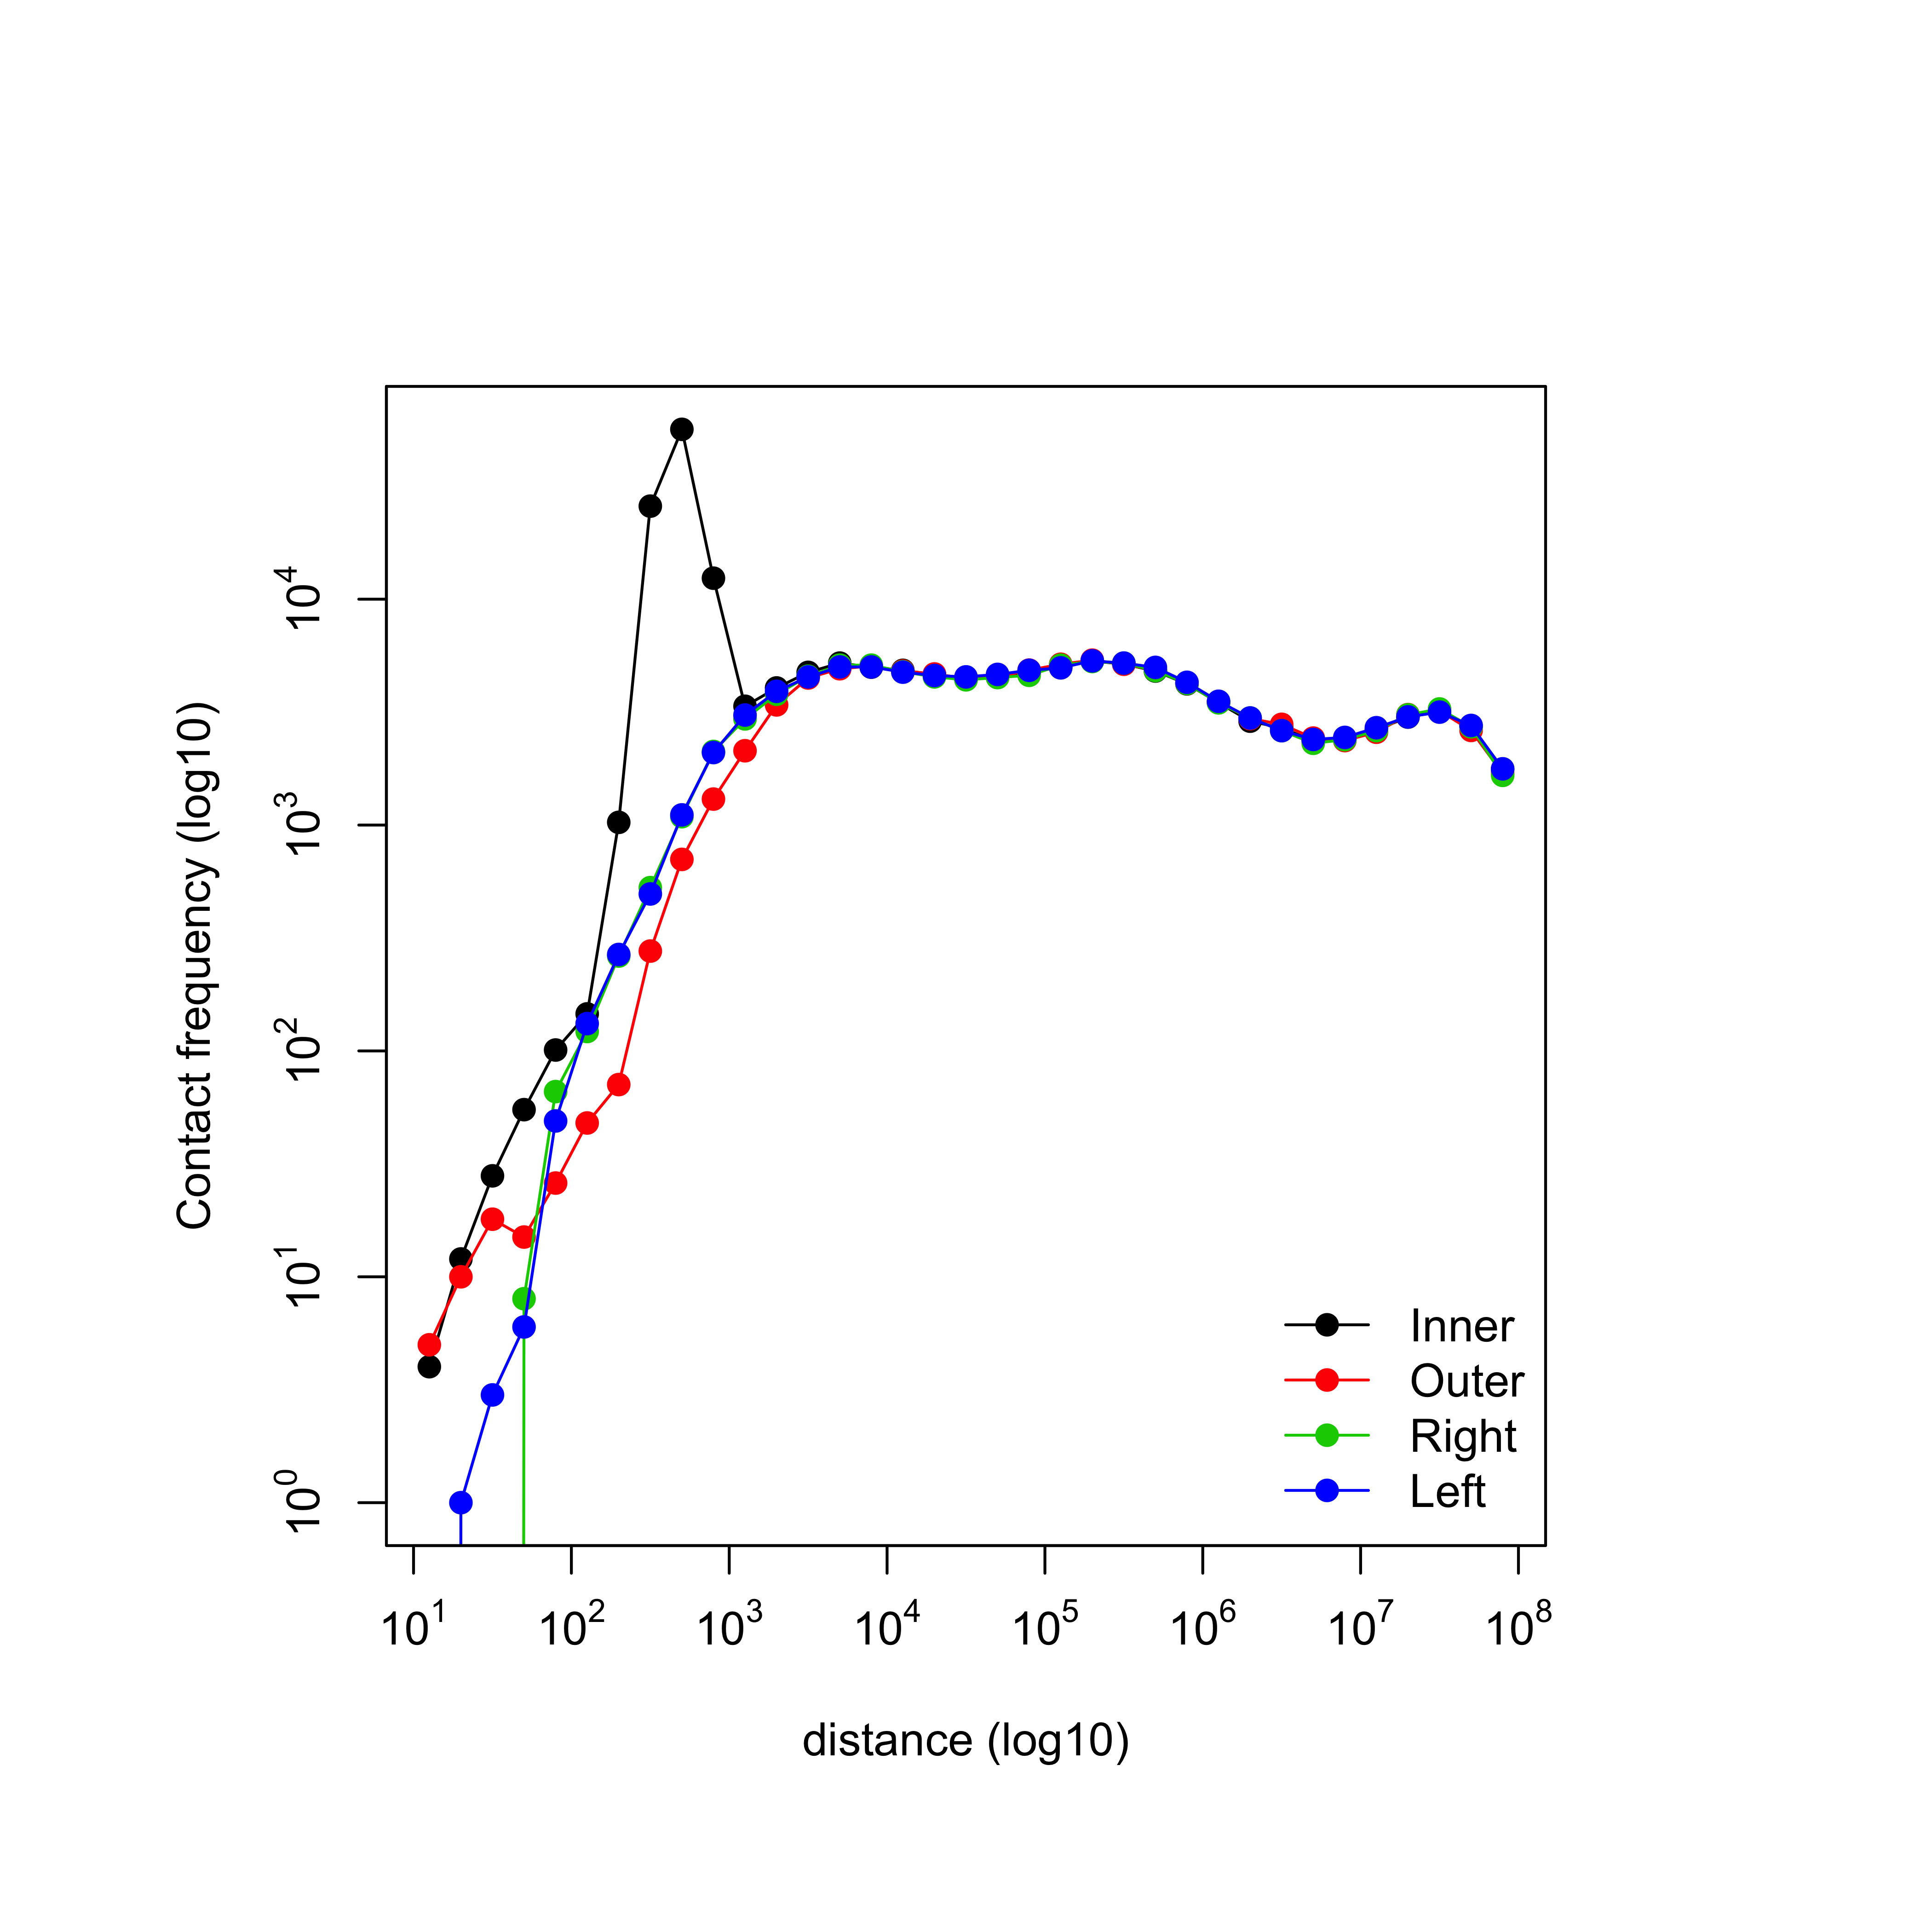 Contact frequency (log10)
10^4
10^3
10^2
10^1
10^0
Inner
Outer
Right
Left
10^1 10^2 10^3 10^4 10^5 10^6 10^7 10^8
distance (log10)